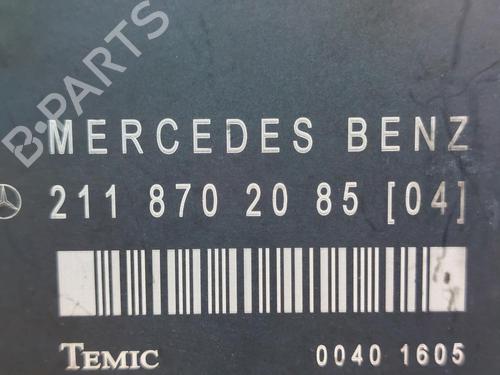 B-PARTS
MERCEDES BENZ
211 870 20 85 [04]
TEMIC 0040 1605